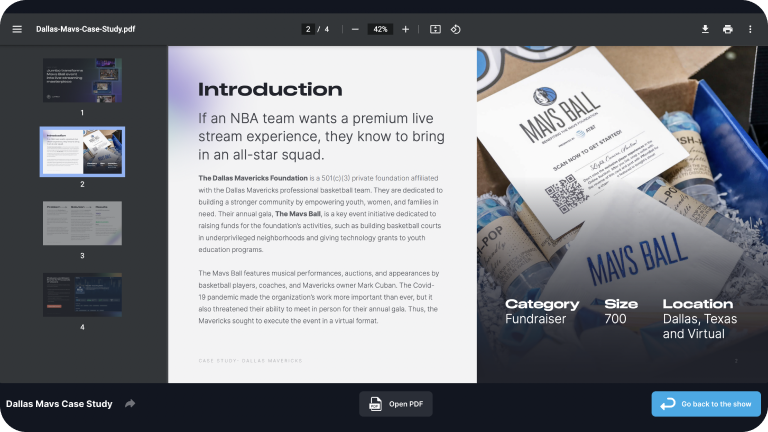 Dallas-Mavs-Case-Study.pdf
2 / 4
42%
1
2
3
4
Introduction
If an NBA team wants a premium live
stream experience, they know to bring
in an all-star squad.
The Dallas Mavericks Foundation is a 501(c)(3) private foundation affiliated
with the Dallas Mavericks professional basketball team. They are dedicated to
building a stronger community by empowering youth, women, and families in
need. Their annual gala, The Mavs Ball, is a key event initiative dedicated to
raising funds for the foundation's activities, such as building basketball courts
in underprivileged neighborhoods and giving technology grants to youth
education programs.
The Mavs Ball features musical performances, auctions, and appearances by
basketball players, coaches, and Mavericks owner Mark Cuban. The Covid-
19 pandemic made the organization's work more important than ever, but it
also threatened their ability to meet in person for their annual gala. Thus, the
Mavericks sought to execute the event in a virtual format.
CASE STUDY: DALLAS MAVERICKS
MAVS BALL
AT&T
SCAN NOW TO GET STARTED!
MAVS BALL
Category
Fundraiser
Size
700
Location
Dallas, Texas
and Virtual
Dallas Mavs Case Study
PDF
Open PDF
Go back to the show